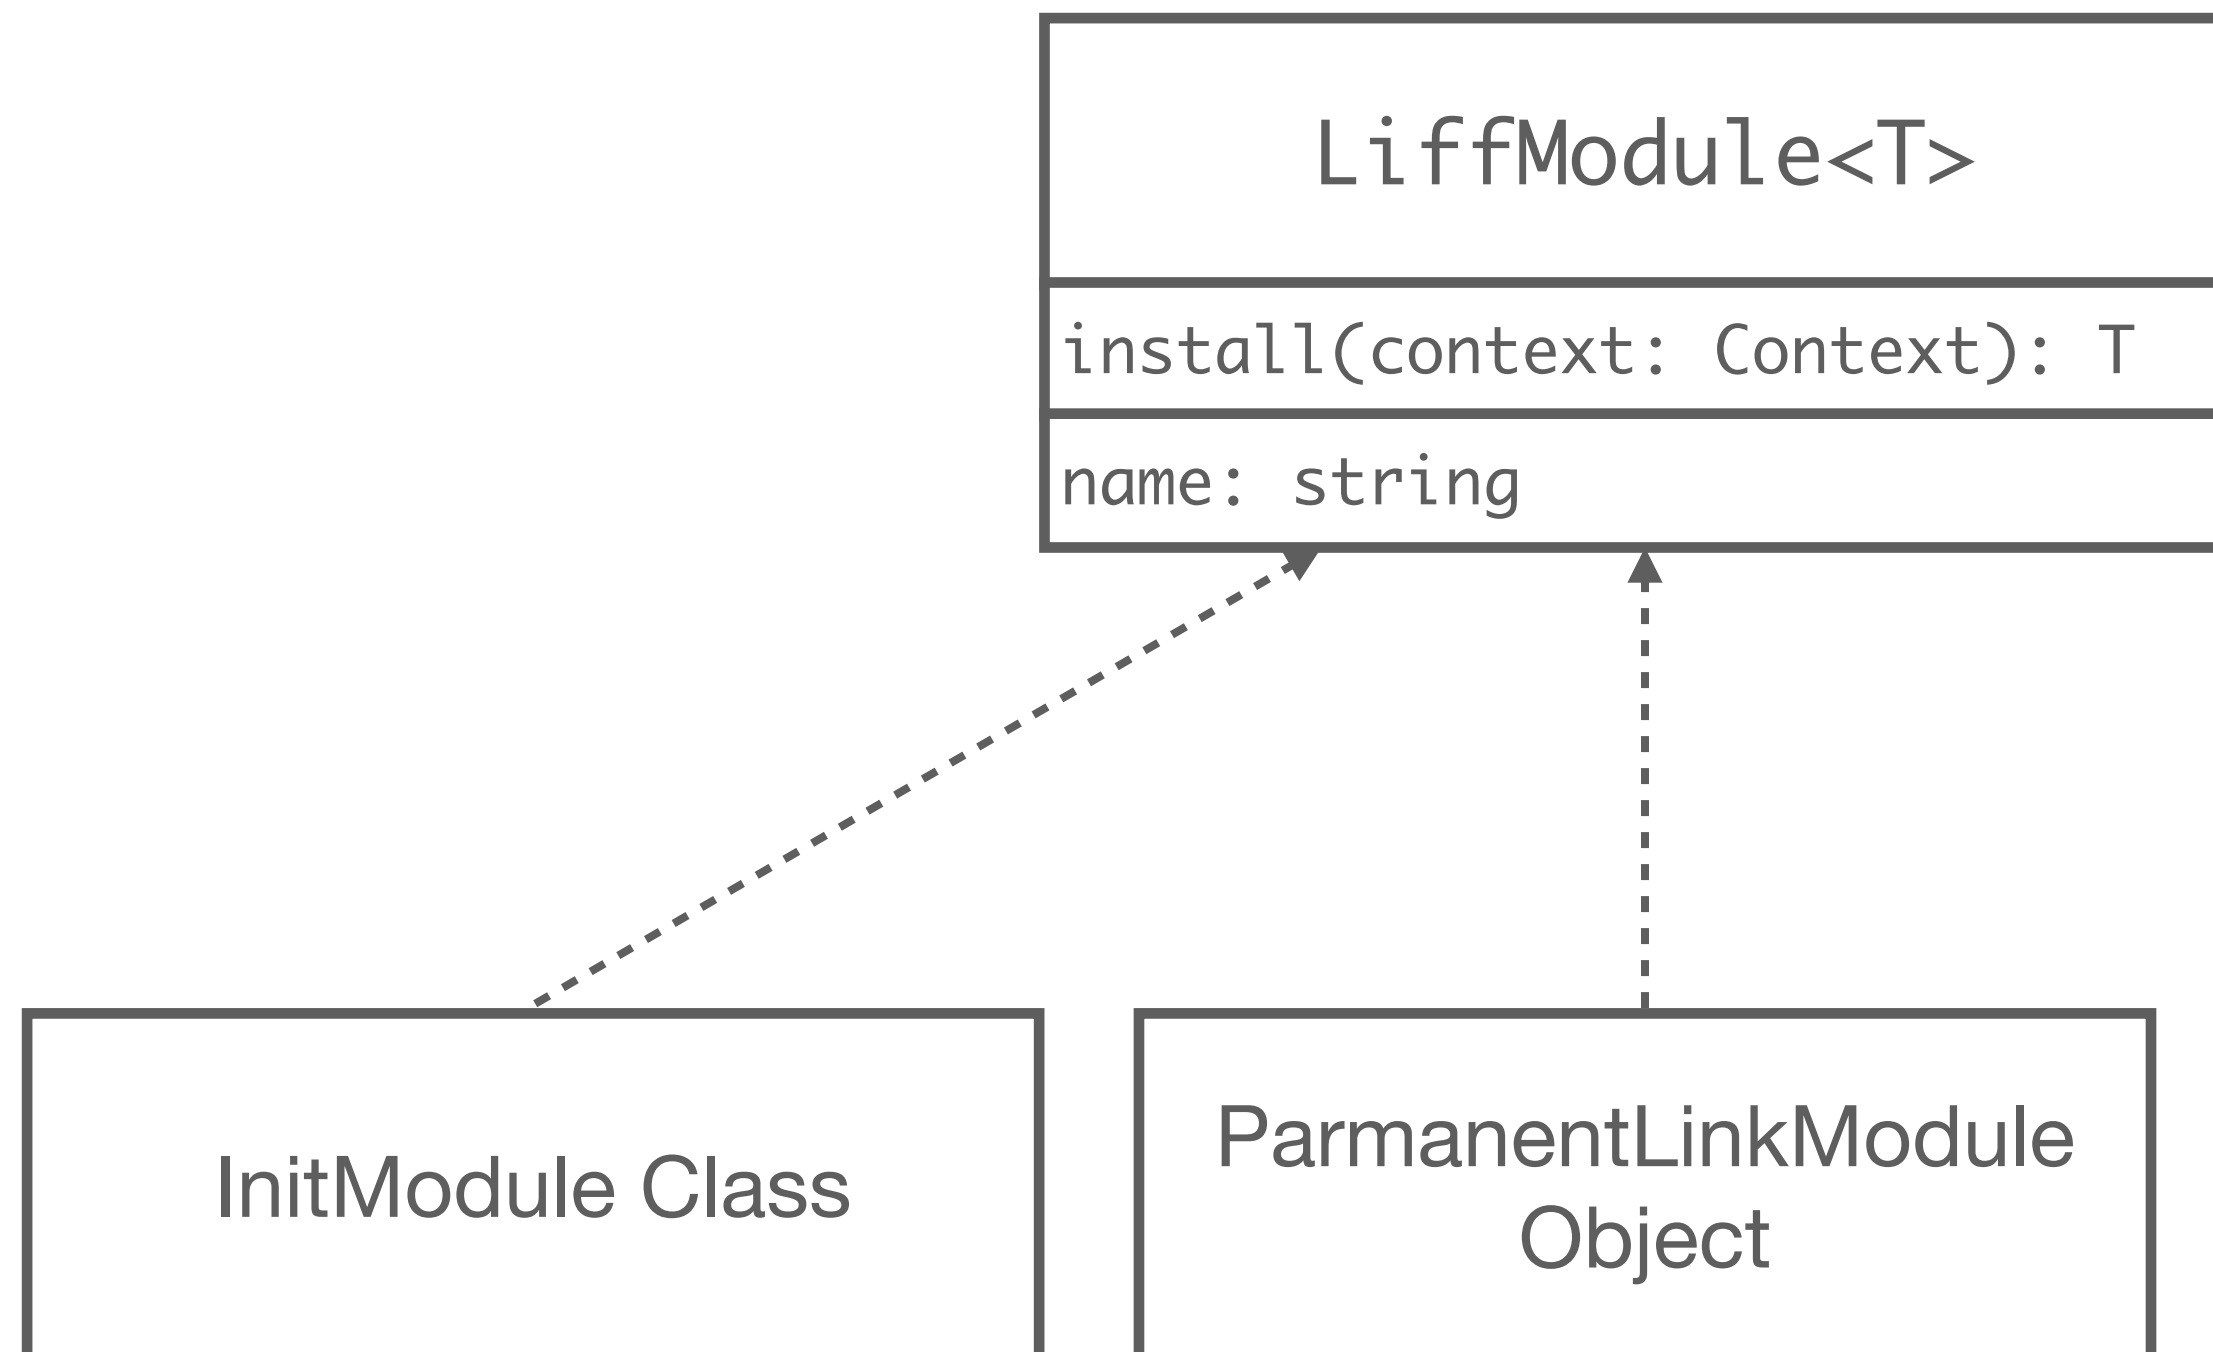 LiffModule<T>
install(context: Context): T
name: string
InitModule Class
ParmanentLinkModule
Object